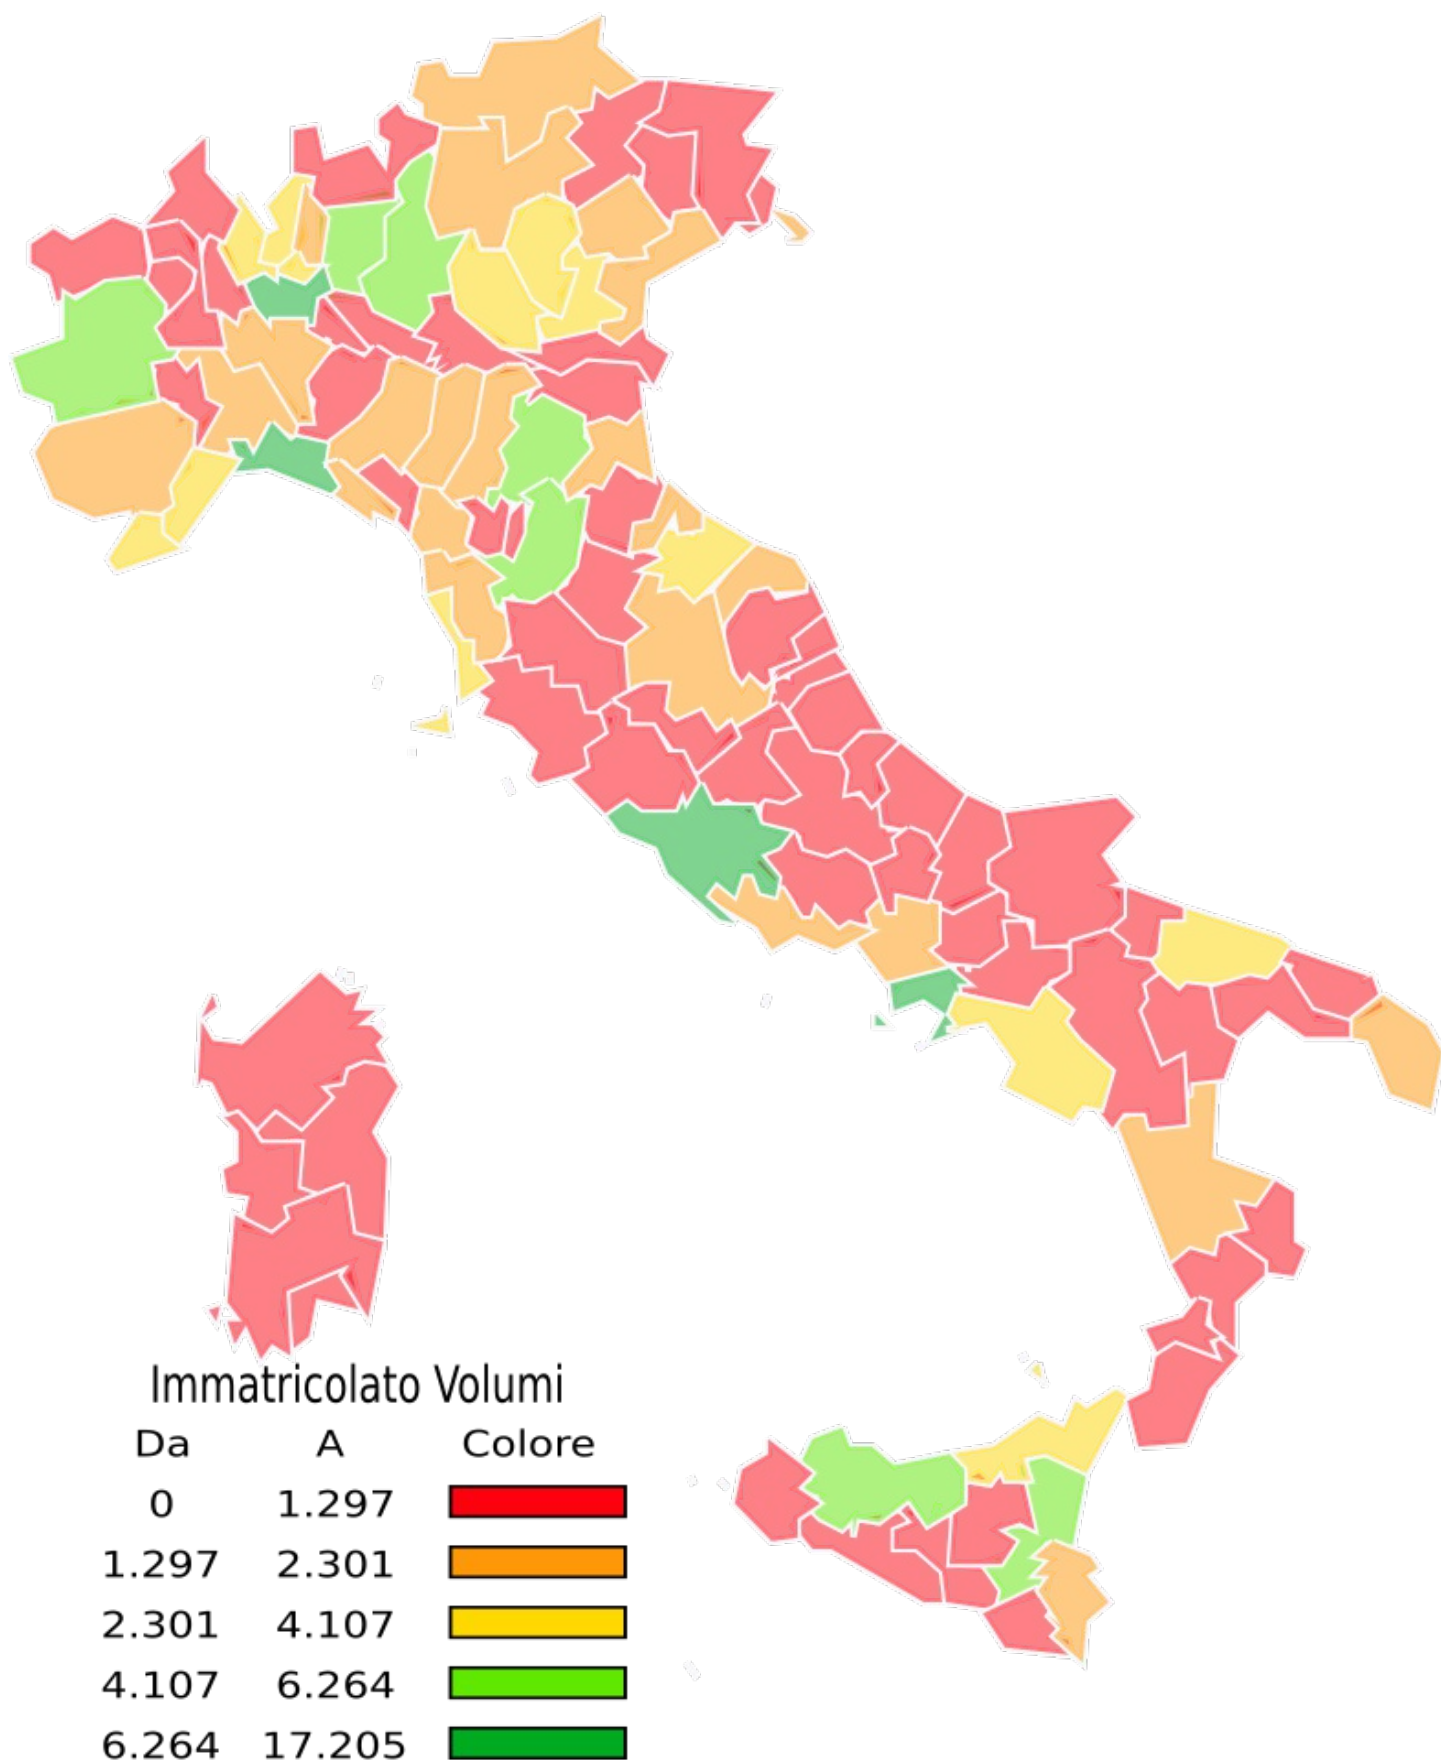 Immatricolato Volumi
Da A Colore
0 1.297
1.297 2.301
2.301 4.107
4.107 6.264
6.264 17.205